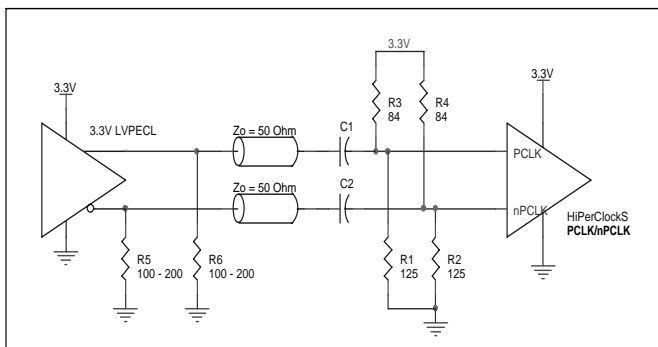 3.3V
3.3V
3.3V
R3
84
R4
84
3.3V LVPECL
Zo = 50 Ohm
C1
PCLK
Zo = 50 Ohm
C2
nPCLK
HiPerClockS
PCLK/nPCLK
R5
100 - 200
R6
100 - 200
R1
125
R2
125